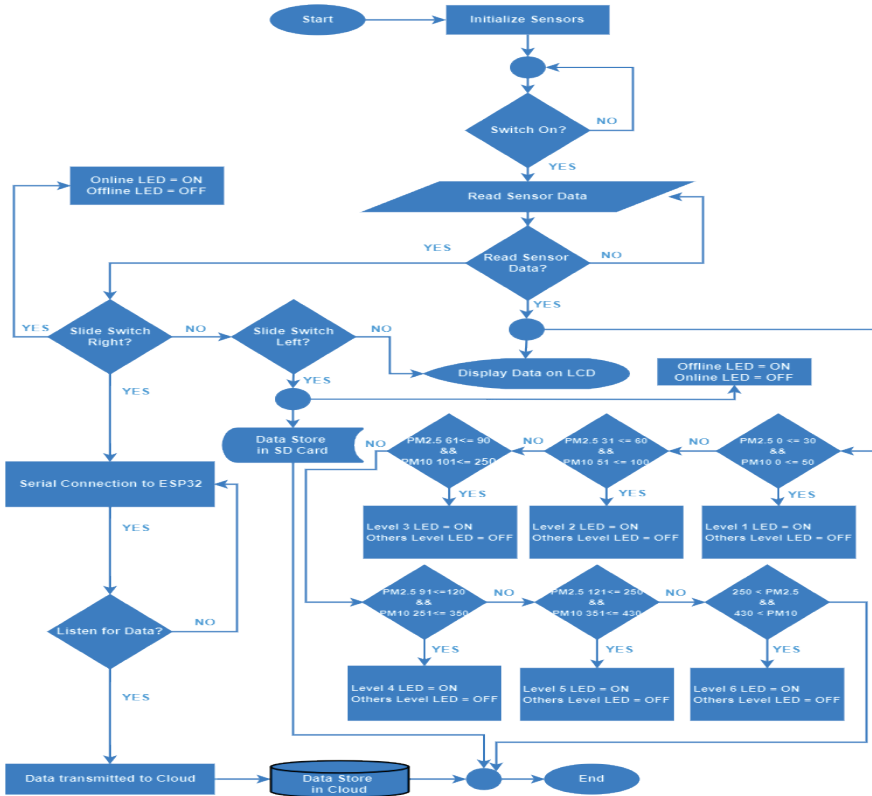 Start
Initialize Sensors
Switch On?
NO
YES
Online LED = ON
Offline LED = OFF
Read Sensor Data
YES
Read Sensor
Data?
NO
YES
Slide Switch
Right?
YES
NO
Slide Switch
Left?
NO
Display Data on LCD
Offline LED = ON
Online LED = OFF
YES
YES
Data Store
in SD Card
NO
PM2.5 61<= 90
&&
PM10 101<= 250
NO
PM2.5 31 <= 60
&&
PM10 51 <= 100
NO
PM2.5 0 <= 30
&&
PM10 0 <= 50
YES
YES
YES
Serial Connection to ESP32
Level 3 LED = ON
Others Level LED = OFF
Level 2 LED = ON
Others Level LED = OFF
Level 1 LED = ON
Others Level LED = OFF
YES
PM2.5 91<=120
&&
PM10 251<= 350
NO
PM2.5 121<= 250
&&
PM10 351<= 430
NO
250 < PM2.5
&&
430 < PM10
Listen for Data?
NO
YES
YES
YES
Level 4 LED = ON
Others Level LED = OFF
Level 5 LED = ON
Others Level LED = OFF
Level 6 LED = ON
Others Level LED = OFF
YES
Data transmitted to Cloud
Data Store
in Cloud
End